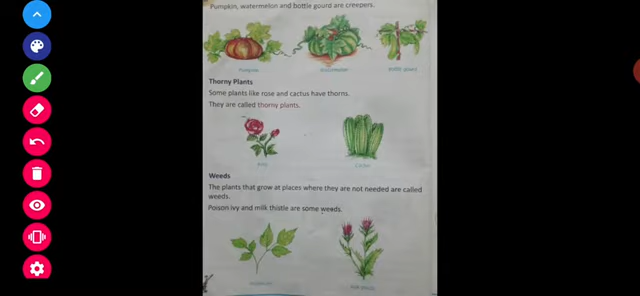 Pumpkin, watermelon and bottle gourd are creepers.
Pumpkin Watermelon Bottle gourd
Thorny Plants
Some plants like rose and cactus have thorns.
They are called thorny plants.
Rose Cactus
Weeds
The plants that grow at places where they are not needed are called
weeds.
Poison ivy and milk thistle are some weeds.
Milk thistle